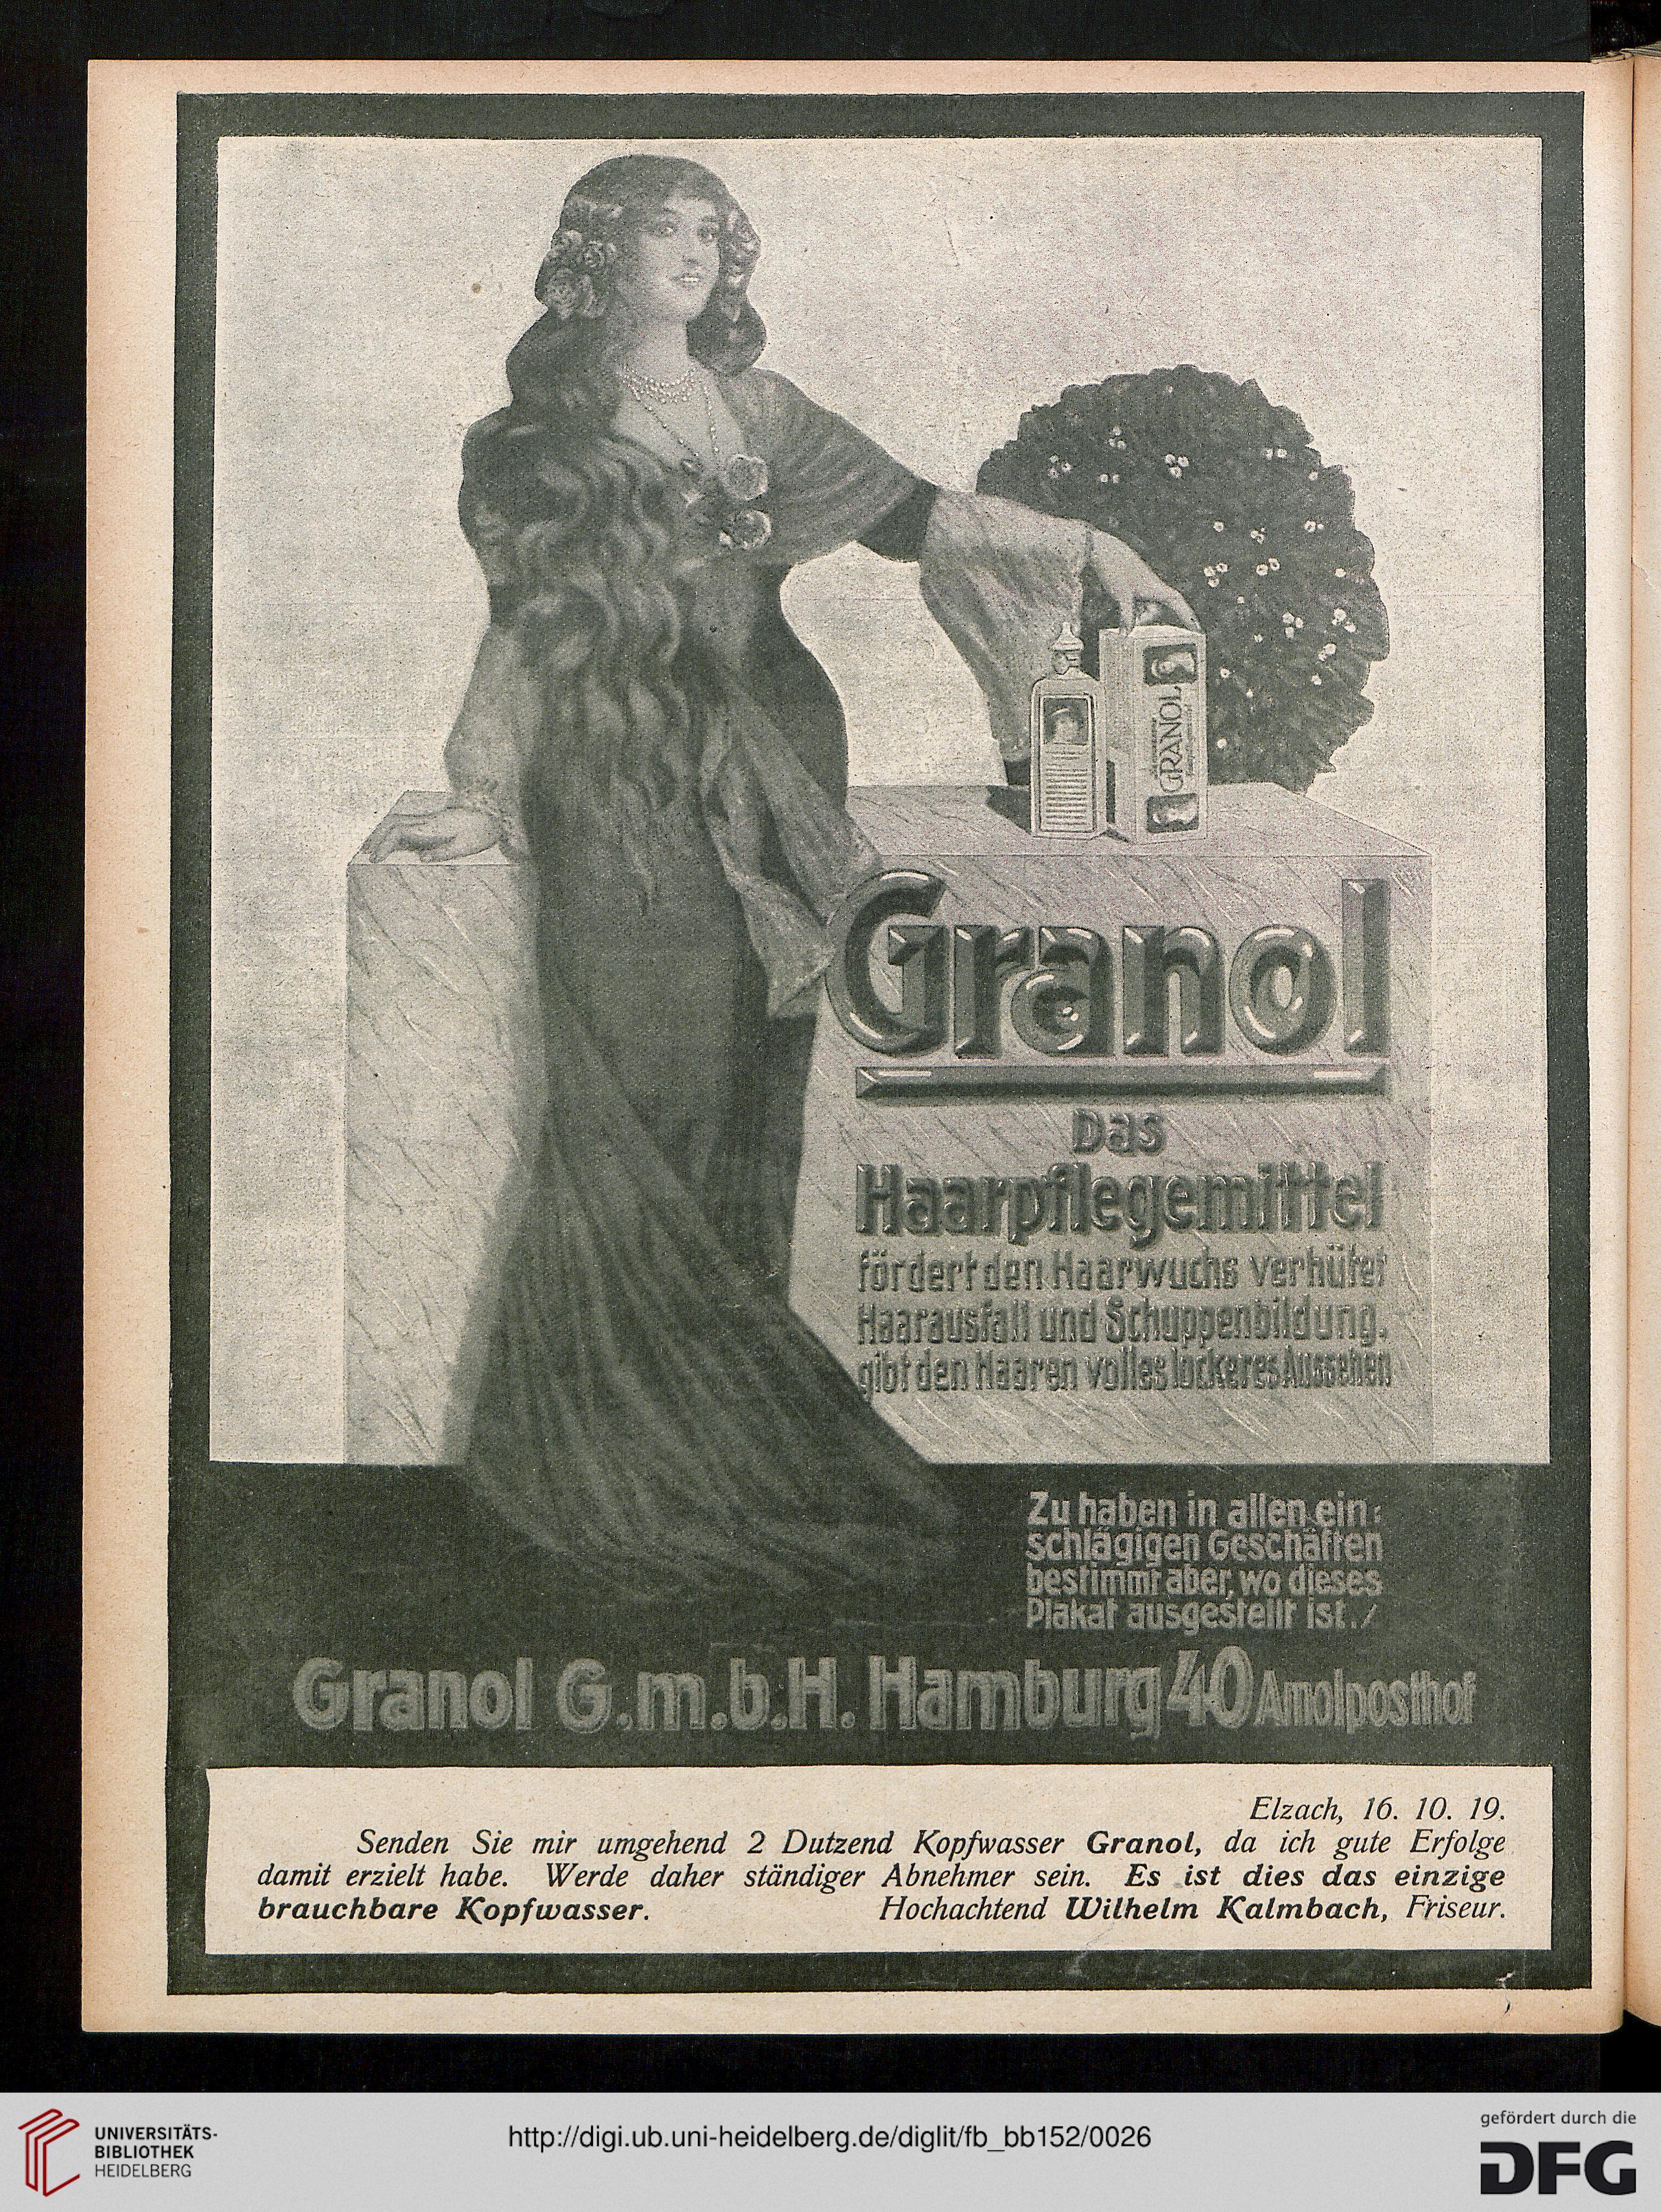 GRANOL
Granol
Das
Haarpflegemittel
fördert den Haarwuchs verhütet
Haarausfall und Schuppenbildung.
gibt den Haaren volles lockeres Aussehen
Zu haben in allen ein:
schlägigen Geschäften
bestimmt aber, wo dieses
Plakat ausgestellt ist./
Granol G.m.b.H. Hamburg 40 Amolposthof
Elzach, 16. 10. 19.
Senden Sie mir umgehend 2 Dutzend Kopfwasser Granol, da ich gute Erfolge
damit erzielt habe. Werde daher ständiger Abnehmer sein. Es ist dies das einzige
brauchbare Kopfwasser. Hochachtend Wilhelm Kalmbach, Friseur.
UNIVERSITÄTS-
BIBLIOTHEK
HEIDELBERG
http://digi.ub.uni-heidelberg.de/diglit/fb_bb152/0026
gefördert durch die
DFG